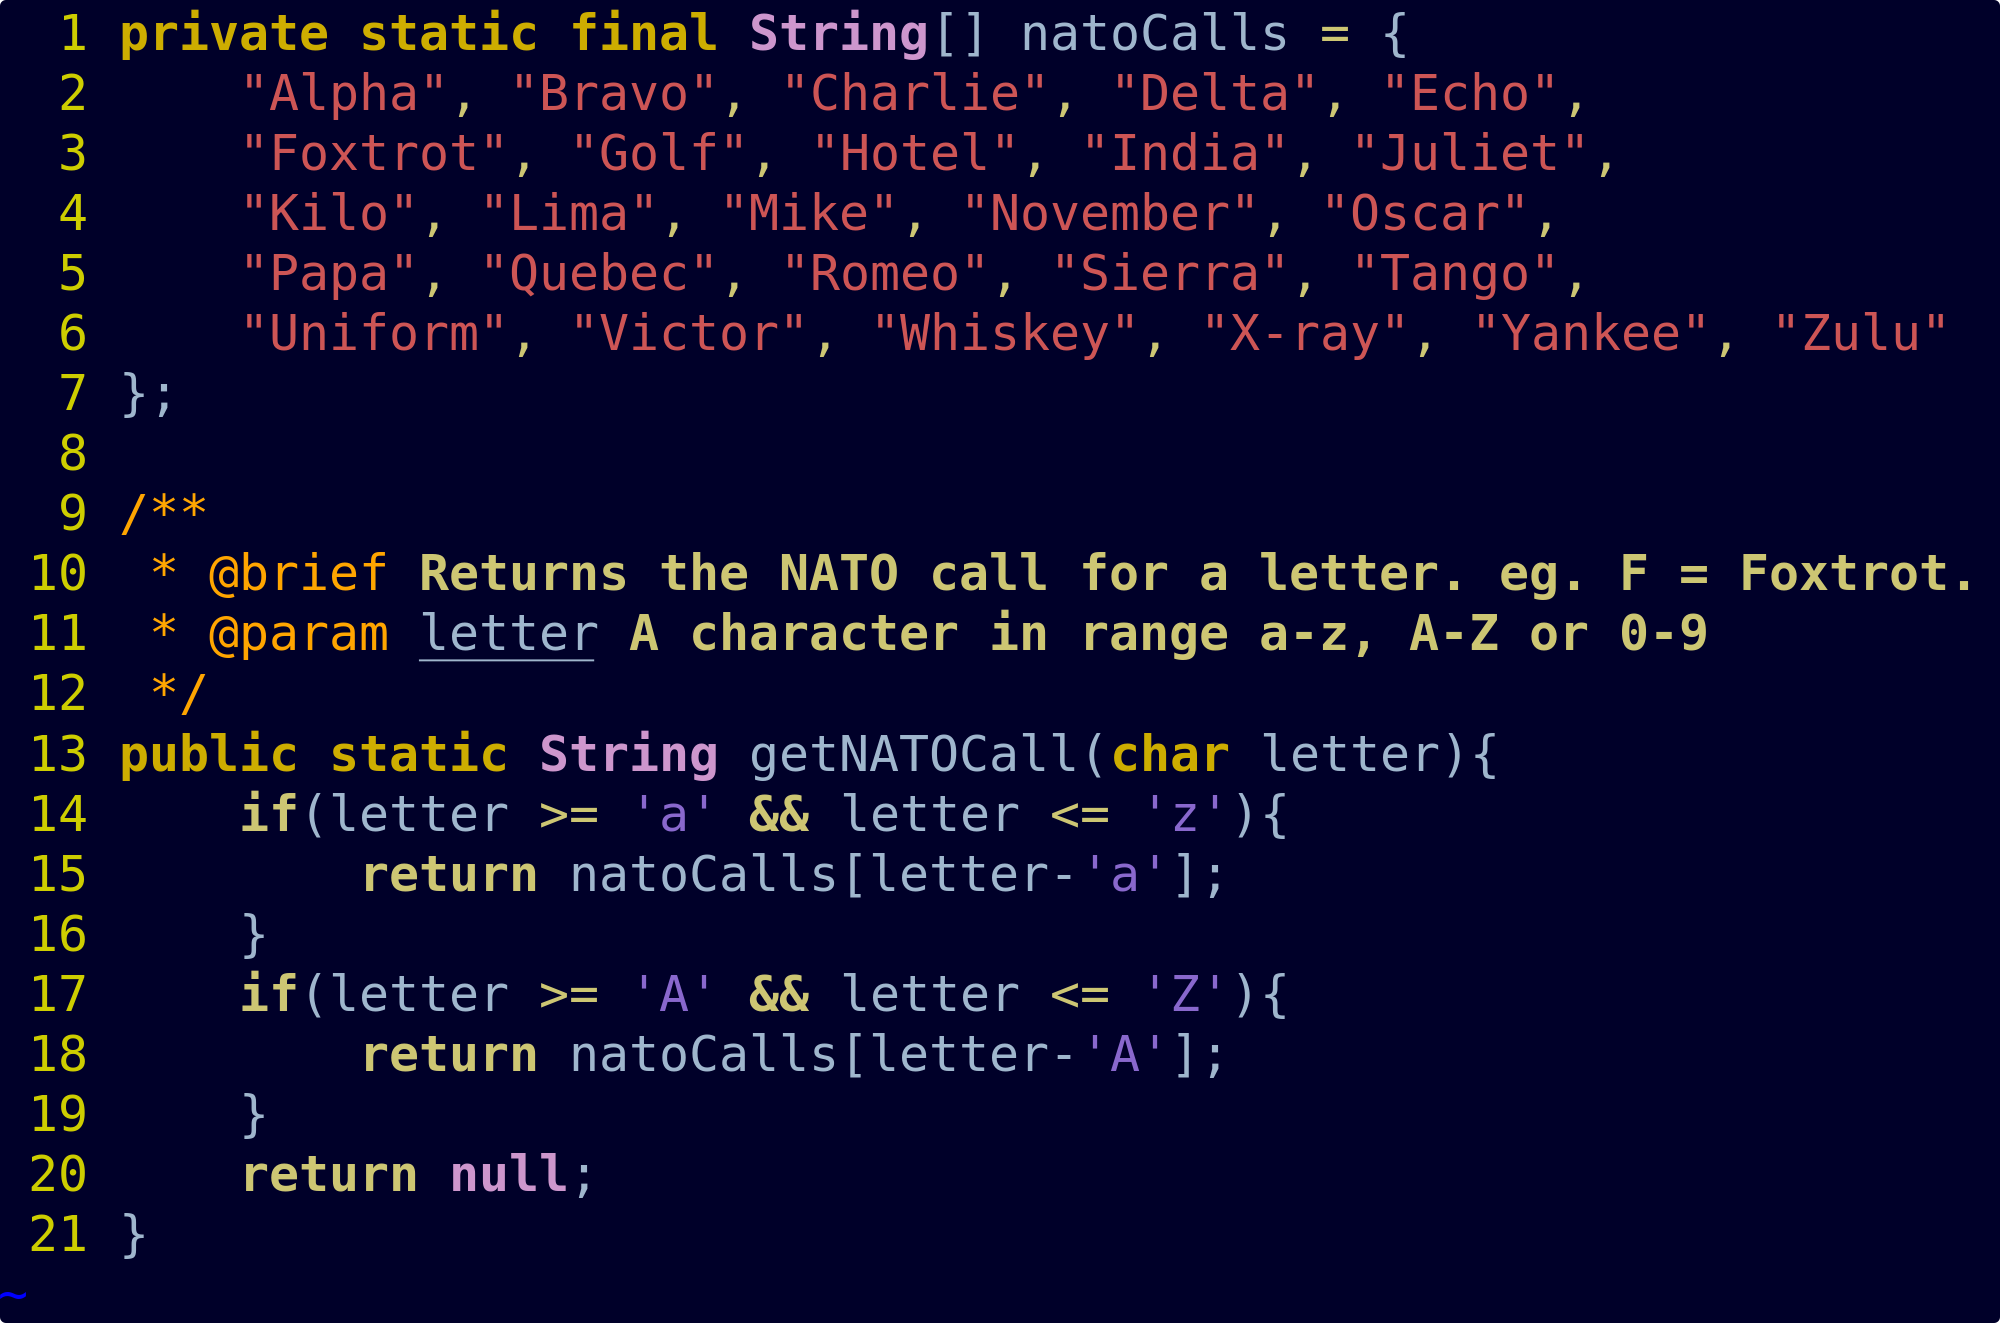 1 private static final String[] natoCalls = {
2     "Alpha", "Bravo", "Charlie", "Delta", "Echo",
3     "Foxtrot", "Golf", "Hotel", "India", "Juliet",
4     "Kilo", "Lima", "Mike", "November", "Oscar",
5     "Papa", "Quebec", "Romeo", "Sierra", "Tango",
6     "Uniform", "Victor", "Whiskey", "X-ray", "Yankee", "Zulu"
7 };
8
9 /**
10  * @brief Returns the NATO call for a letter. eg. F = Foxtrot.
11  * @param letter A character in range a-z, A-Z or 0-9
12  */
13 public static String getNATOCall(char letter){
14     if(letter >= 'a' && letter <= 'z'){
15         return natoCalls[letter-'a'];
16     }
17     if(letter >= 'A' && letter <= 'Z'){
18         return natoCalls[letter-'A'];
19     }
20     return null;
21 }
~